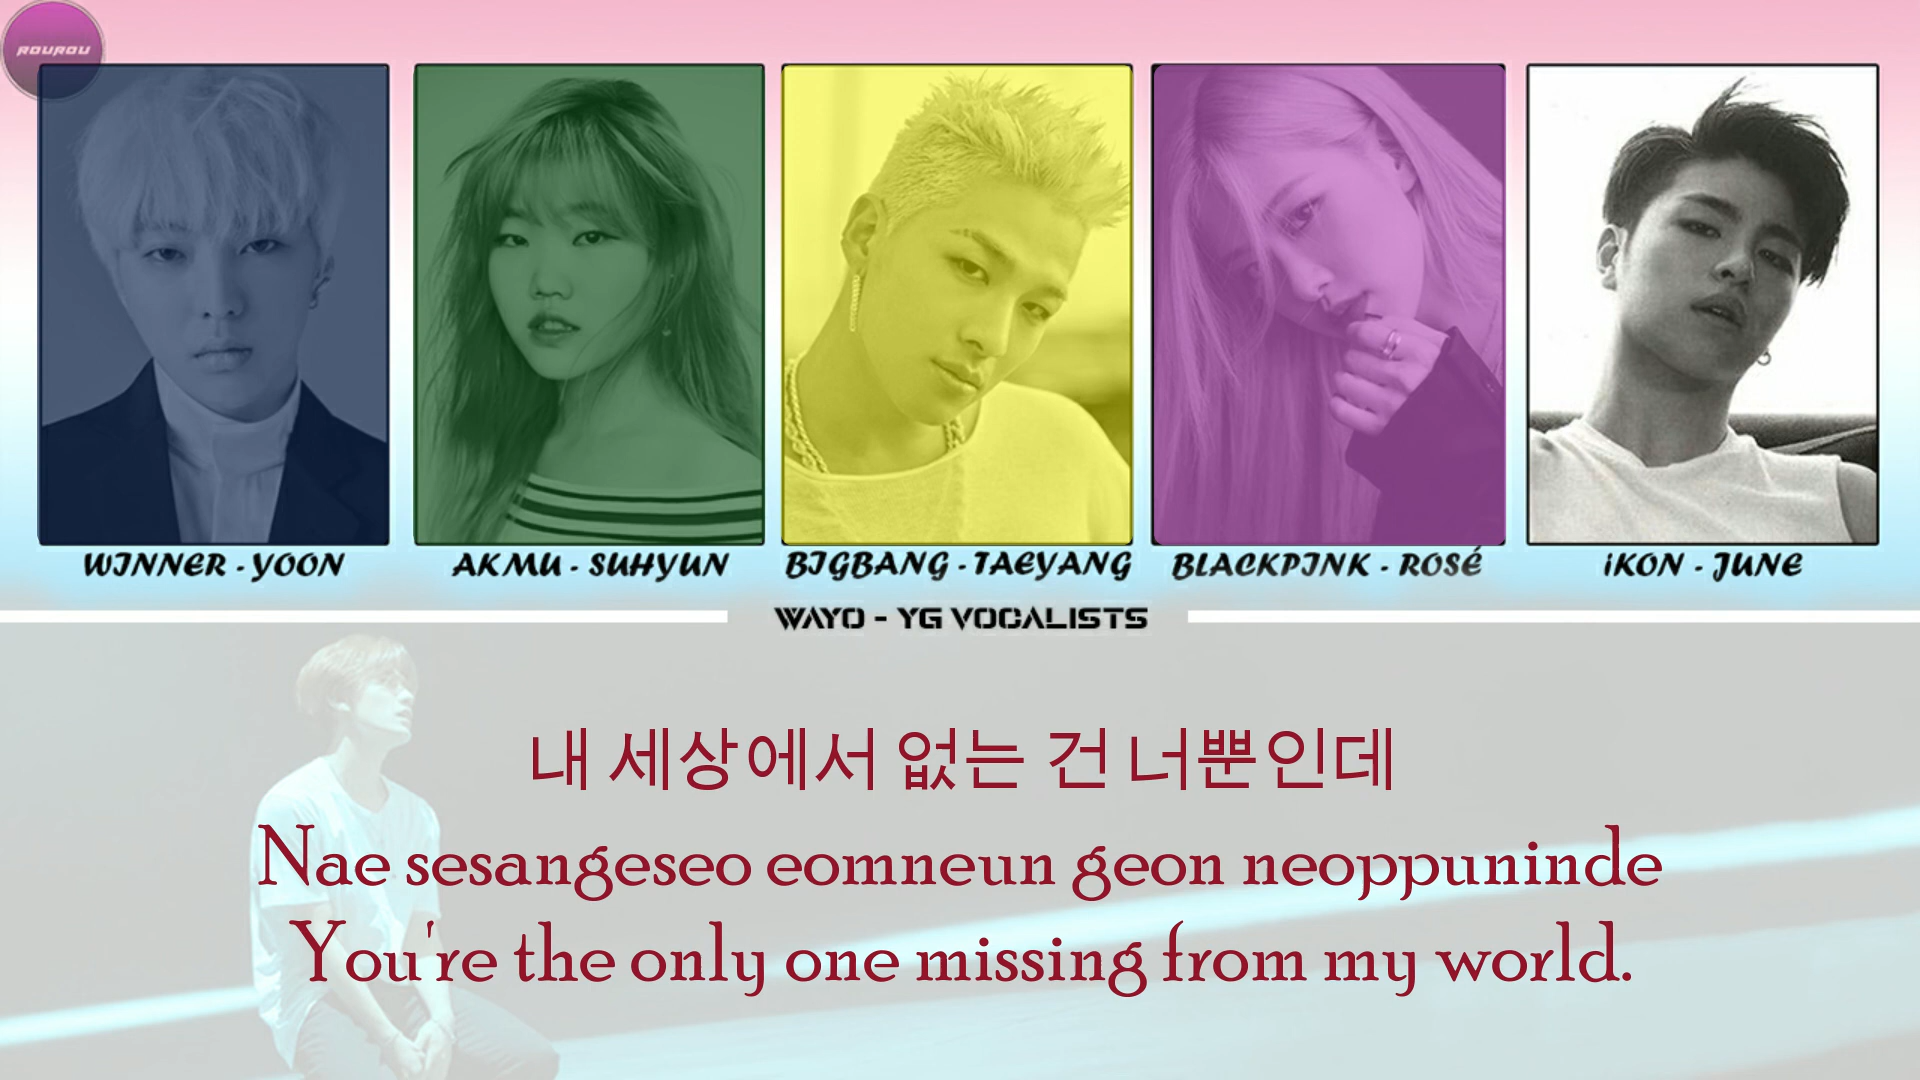 ROUROU
WINNER - YOON
AKMU - SUHYUN
BIGBANG - TAEYANG
BLACKPINK - ROSÉ
iKON - JUNE
WAYO - YG VOCALISTS
내 세상에서 없는 건 너뿐인데
Nae sesangeseo eomneun geon neoppuninde
You're the only one missing from my world.